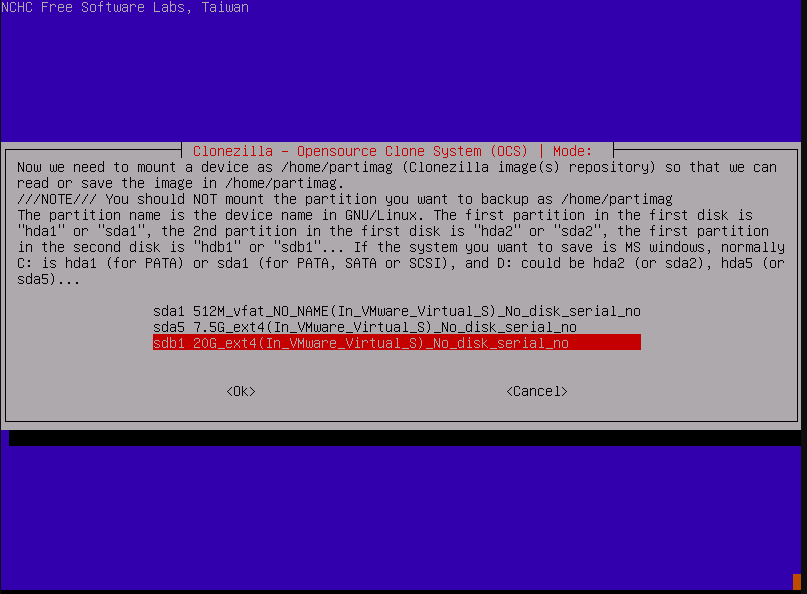 NCHC Free Software Labs, Taiwan
Clonezilla - Opensource Clone System (OCS) | Mode:
Now we need to mount a device as /home/partimag (Clonezilla image(s) repository) so that we can
read or save the image in /home/partimag.
///NOTE/// You should NOT mount the partition you want to backup as /home/partimag
The partition name is the device name in GNU/Linux. The first partition in the first disk is
"hda1" or "sda1", the 2nd partition in the first disk is "hda2" or "sda2", the first partition
in the second disk is "hdb1" or "sdb1"... If the system you want to save is MS windows, normally
C: is hda1 (for PATA) or sda1 (for PATA, SATA or SCSI), and D: could be hda2 (or sda2), hda5 (or
sda5)...
sda1 512M_vfat_NO_NAME(In_VMware_Virtual_S)_No_disk_serial_no
sda5 7.5G_ext4(In_VMware_Virtual_S)_No_disk_serial_no
sdb1 20G_ext4(In_VMware_Virtual_S)_No_disk_serial_no
<Ok> <Cancel>